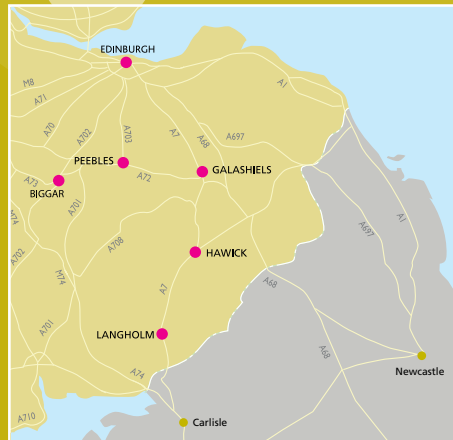 EDINBURGH
M8
A71
A70
A702
A703
A7
A68
A697
A1
PEEBLES
A72
GALASHIELS
A73
BIGGAR
M74
A701
A702
A708
M74
HAWICK
A7
A68
A697
A1
A701
LANGHOLM
A74
A68
Newcastle
A710
Carlisle